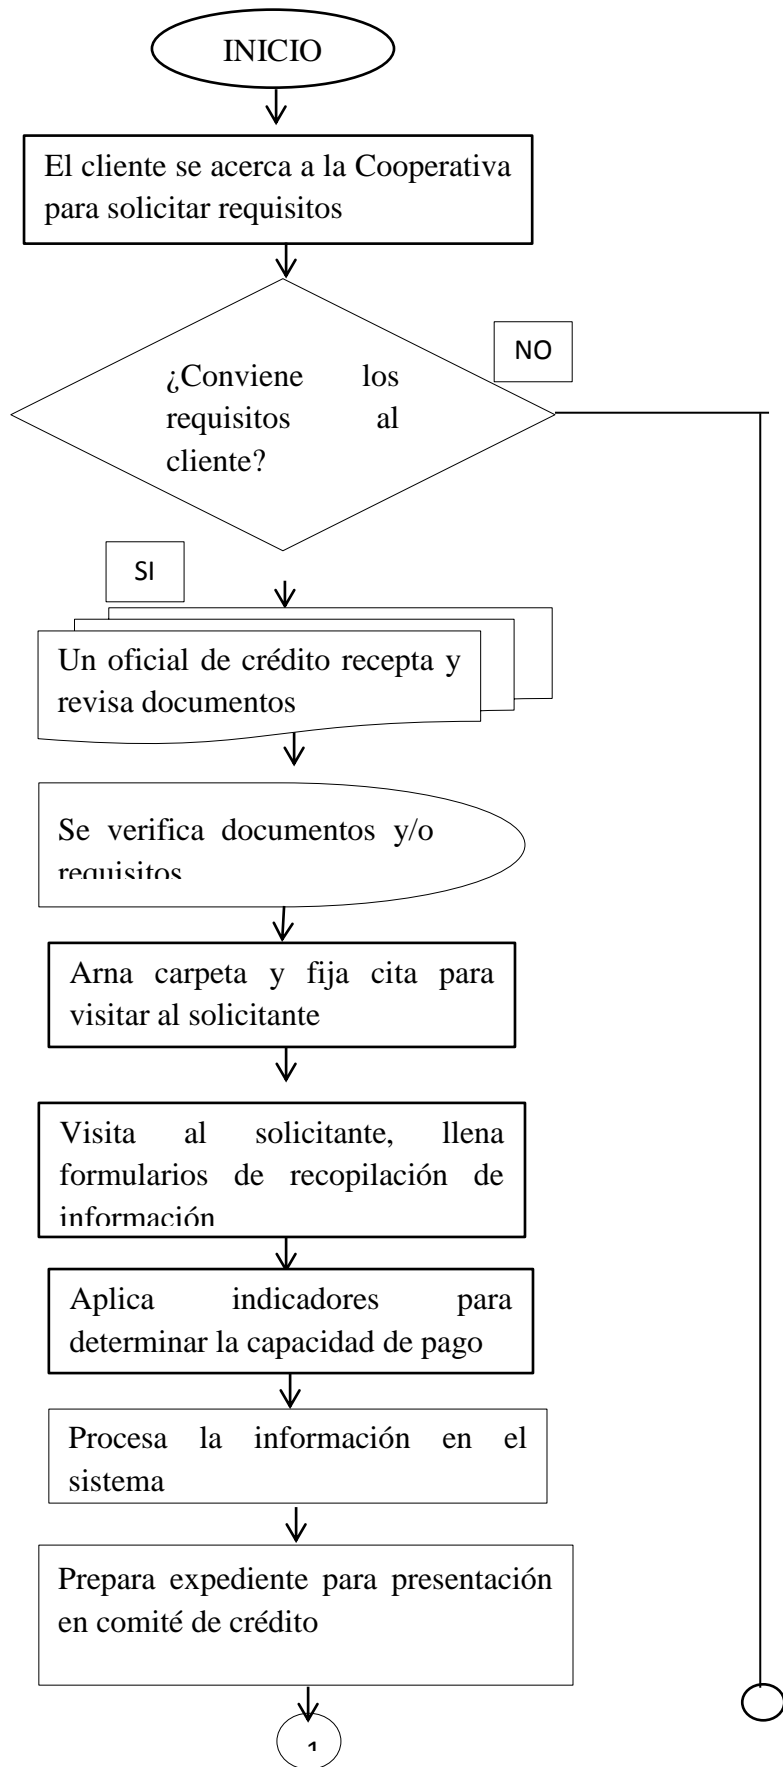 INICIO
El cliente se acerca a la Cooperativa
para solicitar requisitos
NO
¿Conviene los
requisitos al
cliente?
SI
Un oficial de crédito recepta y
revisa documentos
Se verifica documentos y/o
requisitos
Arna carpeta y fija cita para
visitar al solicitante
Visita al solicitante, llena
formularios de recopilación de
información
Aplica indicadores para
determinar la capacidad de pago
Procesa la información en el
sistema
Prepara expediente para presentación
en comité de crédito
1